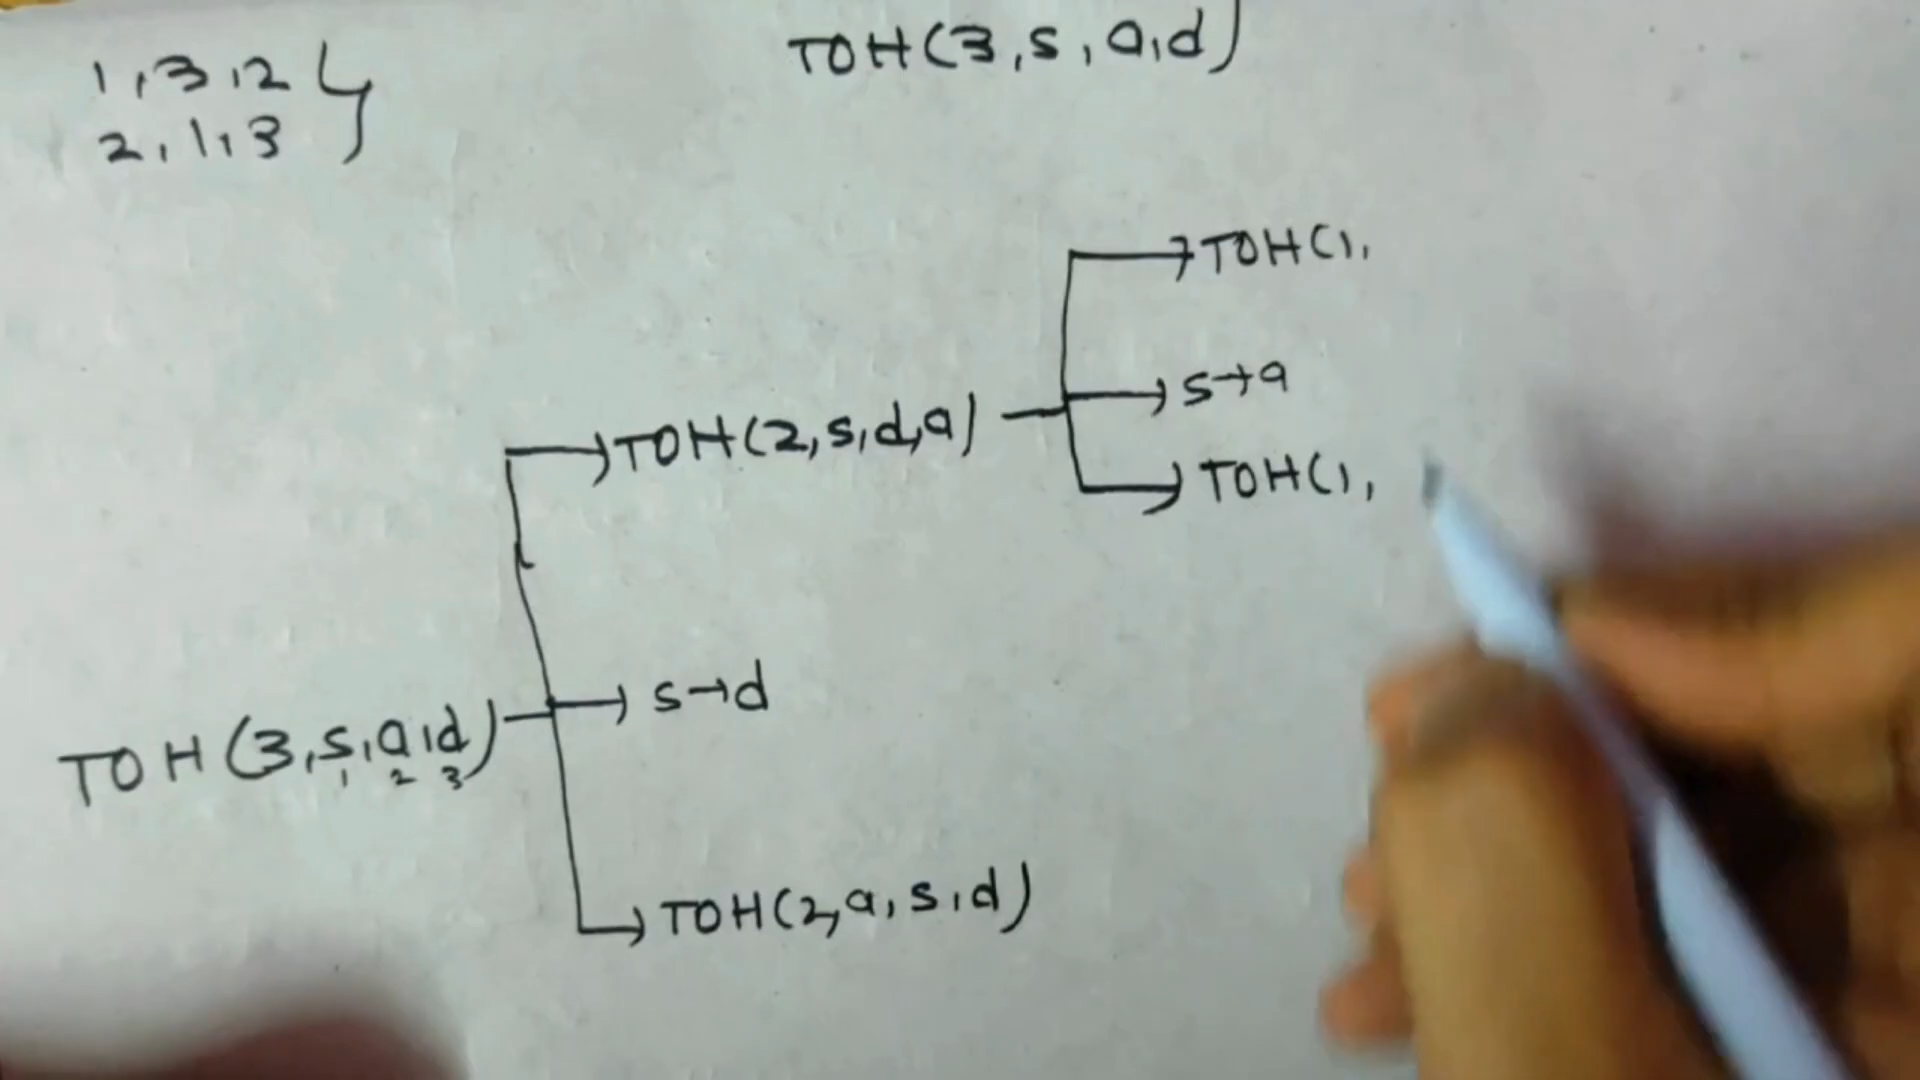 1,3,2
2,1,3
TOH(3,s,a,d)
TOH(1,
s→a
TOH(2,s,d,a)
TOH(1,
s→d
TOH(3,s,a,d)
1 2 3
TOH(2,a,s,d)